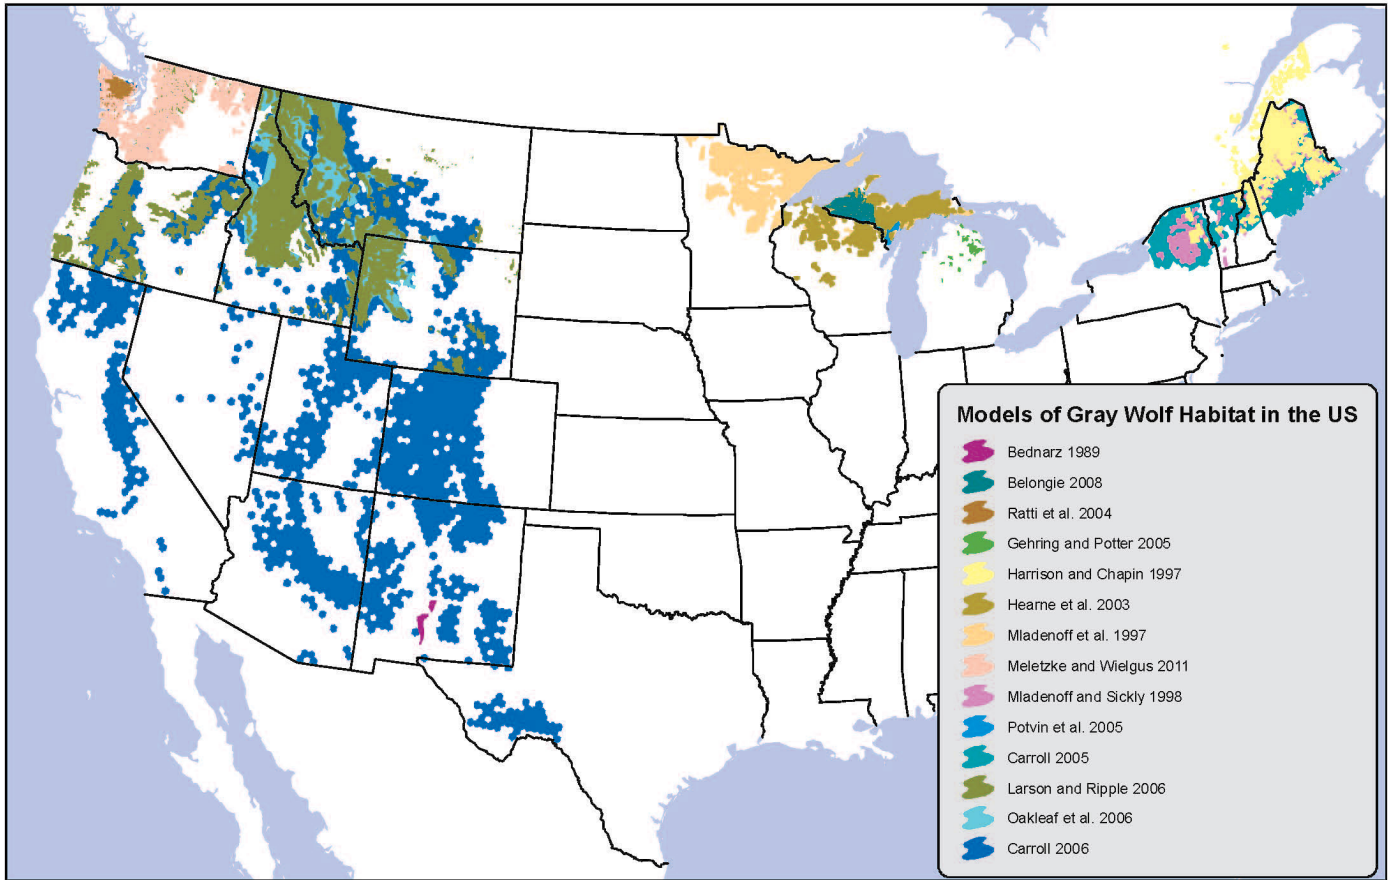 Models of Gray Wolf Habitat in the US
Bednarz 1989
Belongie 2008
Ratti et al. 2004
Gehring and Potter 2005
Harrison and Chapin 1997
Hearne et al. 2003
Mladenoff et al. 1997
Meletzke and Wielgus 2011
Mladenoff and Sickly 1998
Potvin et al. 2005
Carroll 2005
Larson and Ripple 2006
Oakleaf et al. 2006
Carroll 2006